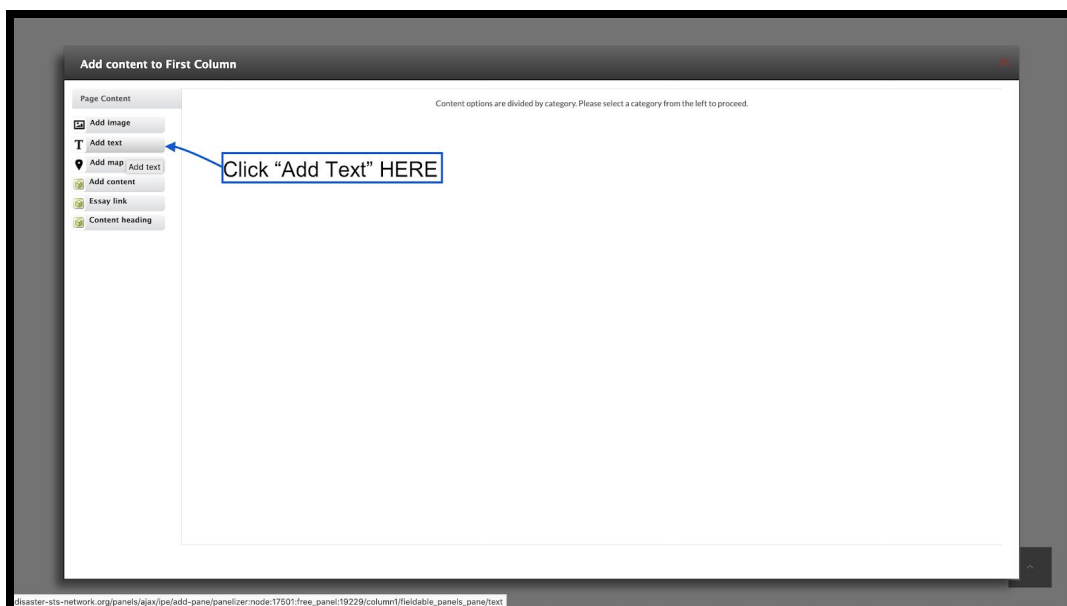 Add content to First Column
Page Content
Content options are divided by category. Please select a category from the left to proceed.
Add image
Add text
Add map
Add text
Click “Add Text” HERE
Add content
Essay link
Content heading
disaster-sts-network.org/panels/ajax/ipe/add-pane/panelizer:node:17501:free_panel:19229/column1/fieldable_panels_pane/text